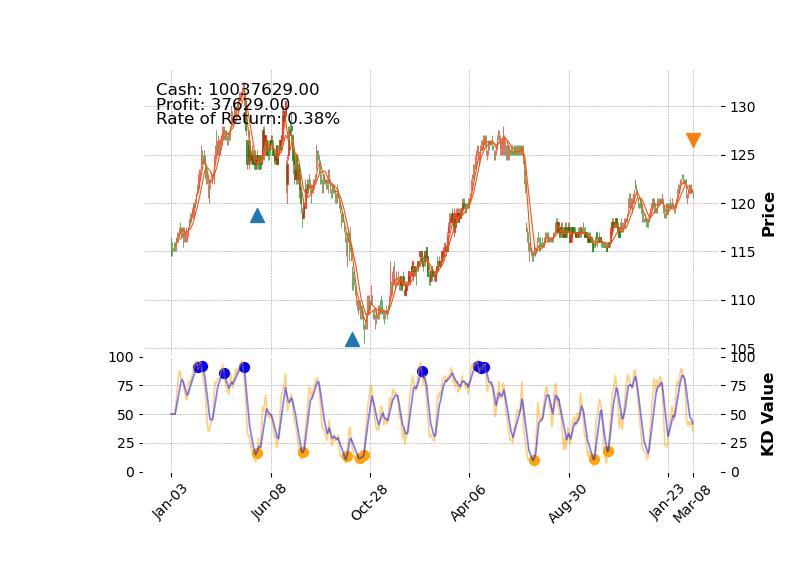 Cash: 10037629.00
Profit: 37629.00
Rate of Return: 0.38%
130
125
120
115
110
105
Price
100
75
50
25
0
100
75
50
25
0
KD Value
Jan-03
Jun-08
Oct-28
Apr-06
Aug-30
Jan-23
Mar-08